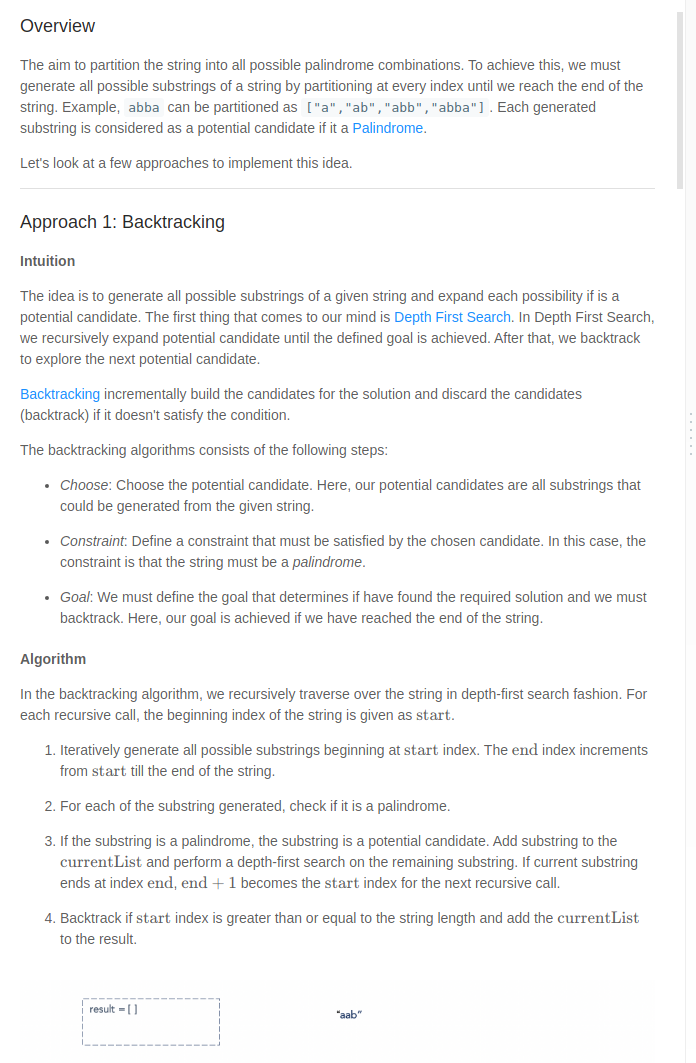 Overview
The aim to partition the string into all possible palindrome combinations. To achieve this, we must
generate all possible substrings of a string by partitioning at every index until we reach the end of the
string. Example, abba can be partitioned as ["a","ab","abb","abba"] . Each generated
substring is considered as a potential candidate if it a Palindrome.
Let's look at a few approaches to implement this idea.
Approach 1: Backtracking
Intuition
The idea is to generate all possible substrings of a given string and expand each possibility if is a
potential candidate. The first thing that comes to our mind is Depth First Search. In Depth First Search,
we recursively expand potential candidate until the defined goal is achieved. After that, we backtrack
to explore the next potential candidate.
Backtracking incrementally build the candidates for the solution and discard the candidates
(backtrack) if it doesn't satisfy the condition.
The backtracking algorithms consists of the following steps:
• Choose: Choose the potential candidate. Here, our potential candidates are all substrings that
could be generated from the given string.
• Constraint: Define a constraint that must be satisfied by the chosen candidate. In this case, the
constraint is that the string must be a palindrome.
• Goal: We must define the goal that determines if have found the required solution and we must
backtrack. Here, our goal is achieved if we have reached the end of the string.
Algorithm
In the backtracking algorithm, we recursively traverse over the string in depth-first search fashion. For
each recursive call, the beginning index of the string is given as start.
1. Iteratively generate all possible substrings beginning at start index. The end index increments
from start till the end of the string.
2. For each of the substring generated, check if it is a palindrome.
3. If the substring is a palindrome, the substring is a potential candidate. Add substring to the
currentList and perform a depth-first search on the remaining substring. If current substring
ends at index end, end + 1 becomes the start index for the next recursive call.
4. Backtrack if start index is greater than or equal to the string length and add the currentList
to the result.
result = [ ]
"aab"